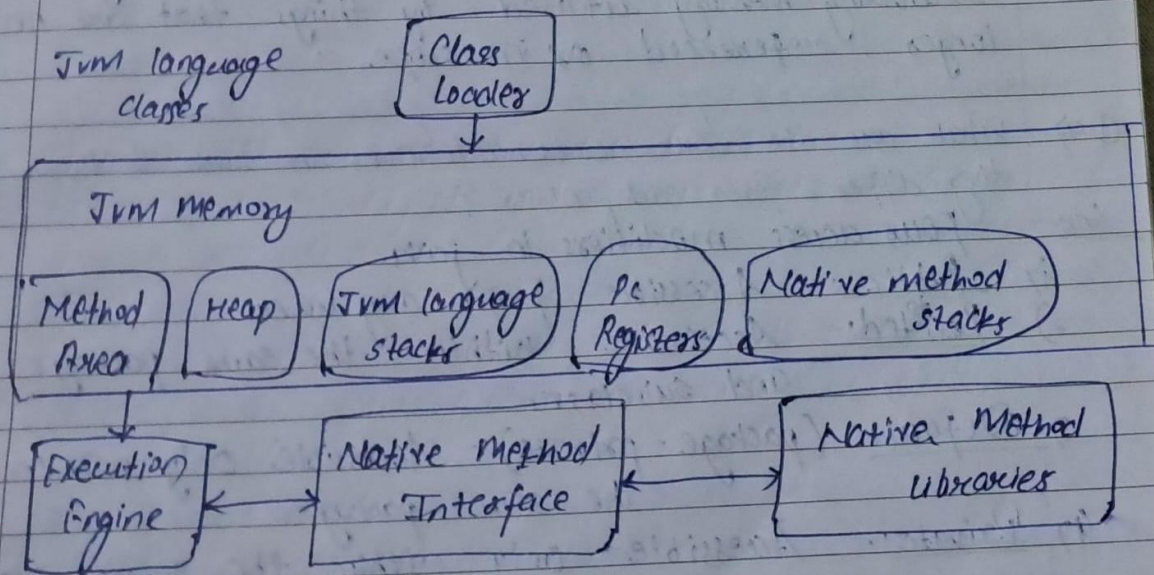 Jvm language
classes
Class
Loader
Jvm memory
Method
Area
Heap
Jvm language
stacks
Pc
Registers
Native method
stacks
Execution
Engine
Native method
Interface
Native Method
Libraries